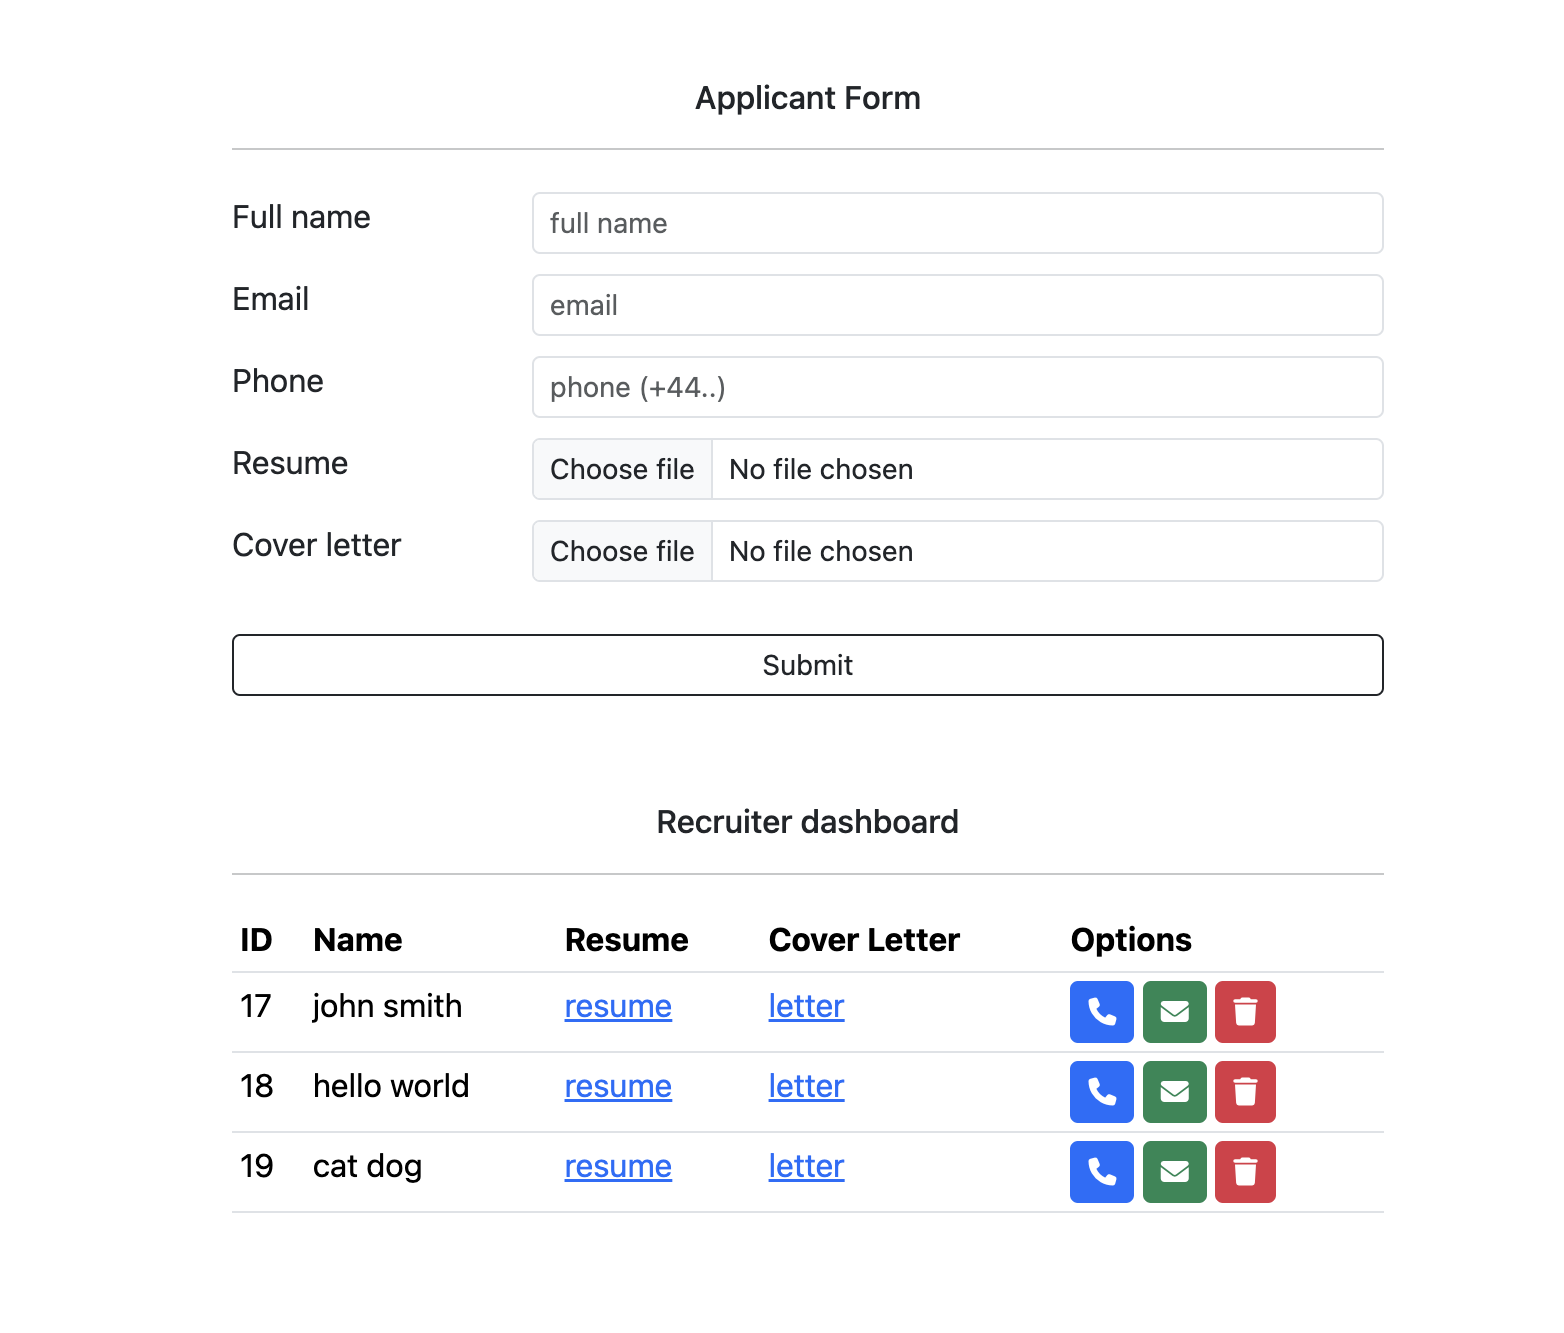 Applicant Form
Full name full name
Email email
Phone phone (+44..)
Resume Choose file No file chosen
Cover letter Choose file No file chosen
Submit
Recruiter dashboard
ID Name Resume Cover Letter Options
17 john smith resume letter
18 hello world resume letter
19 cat dog resume letter